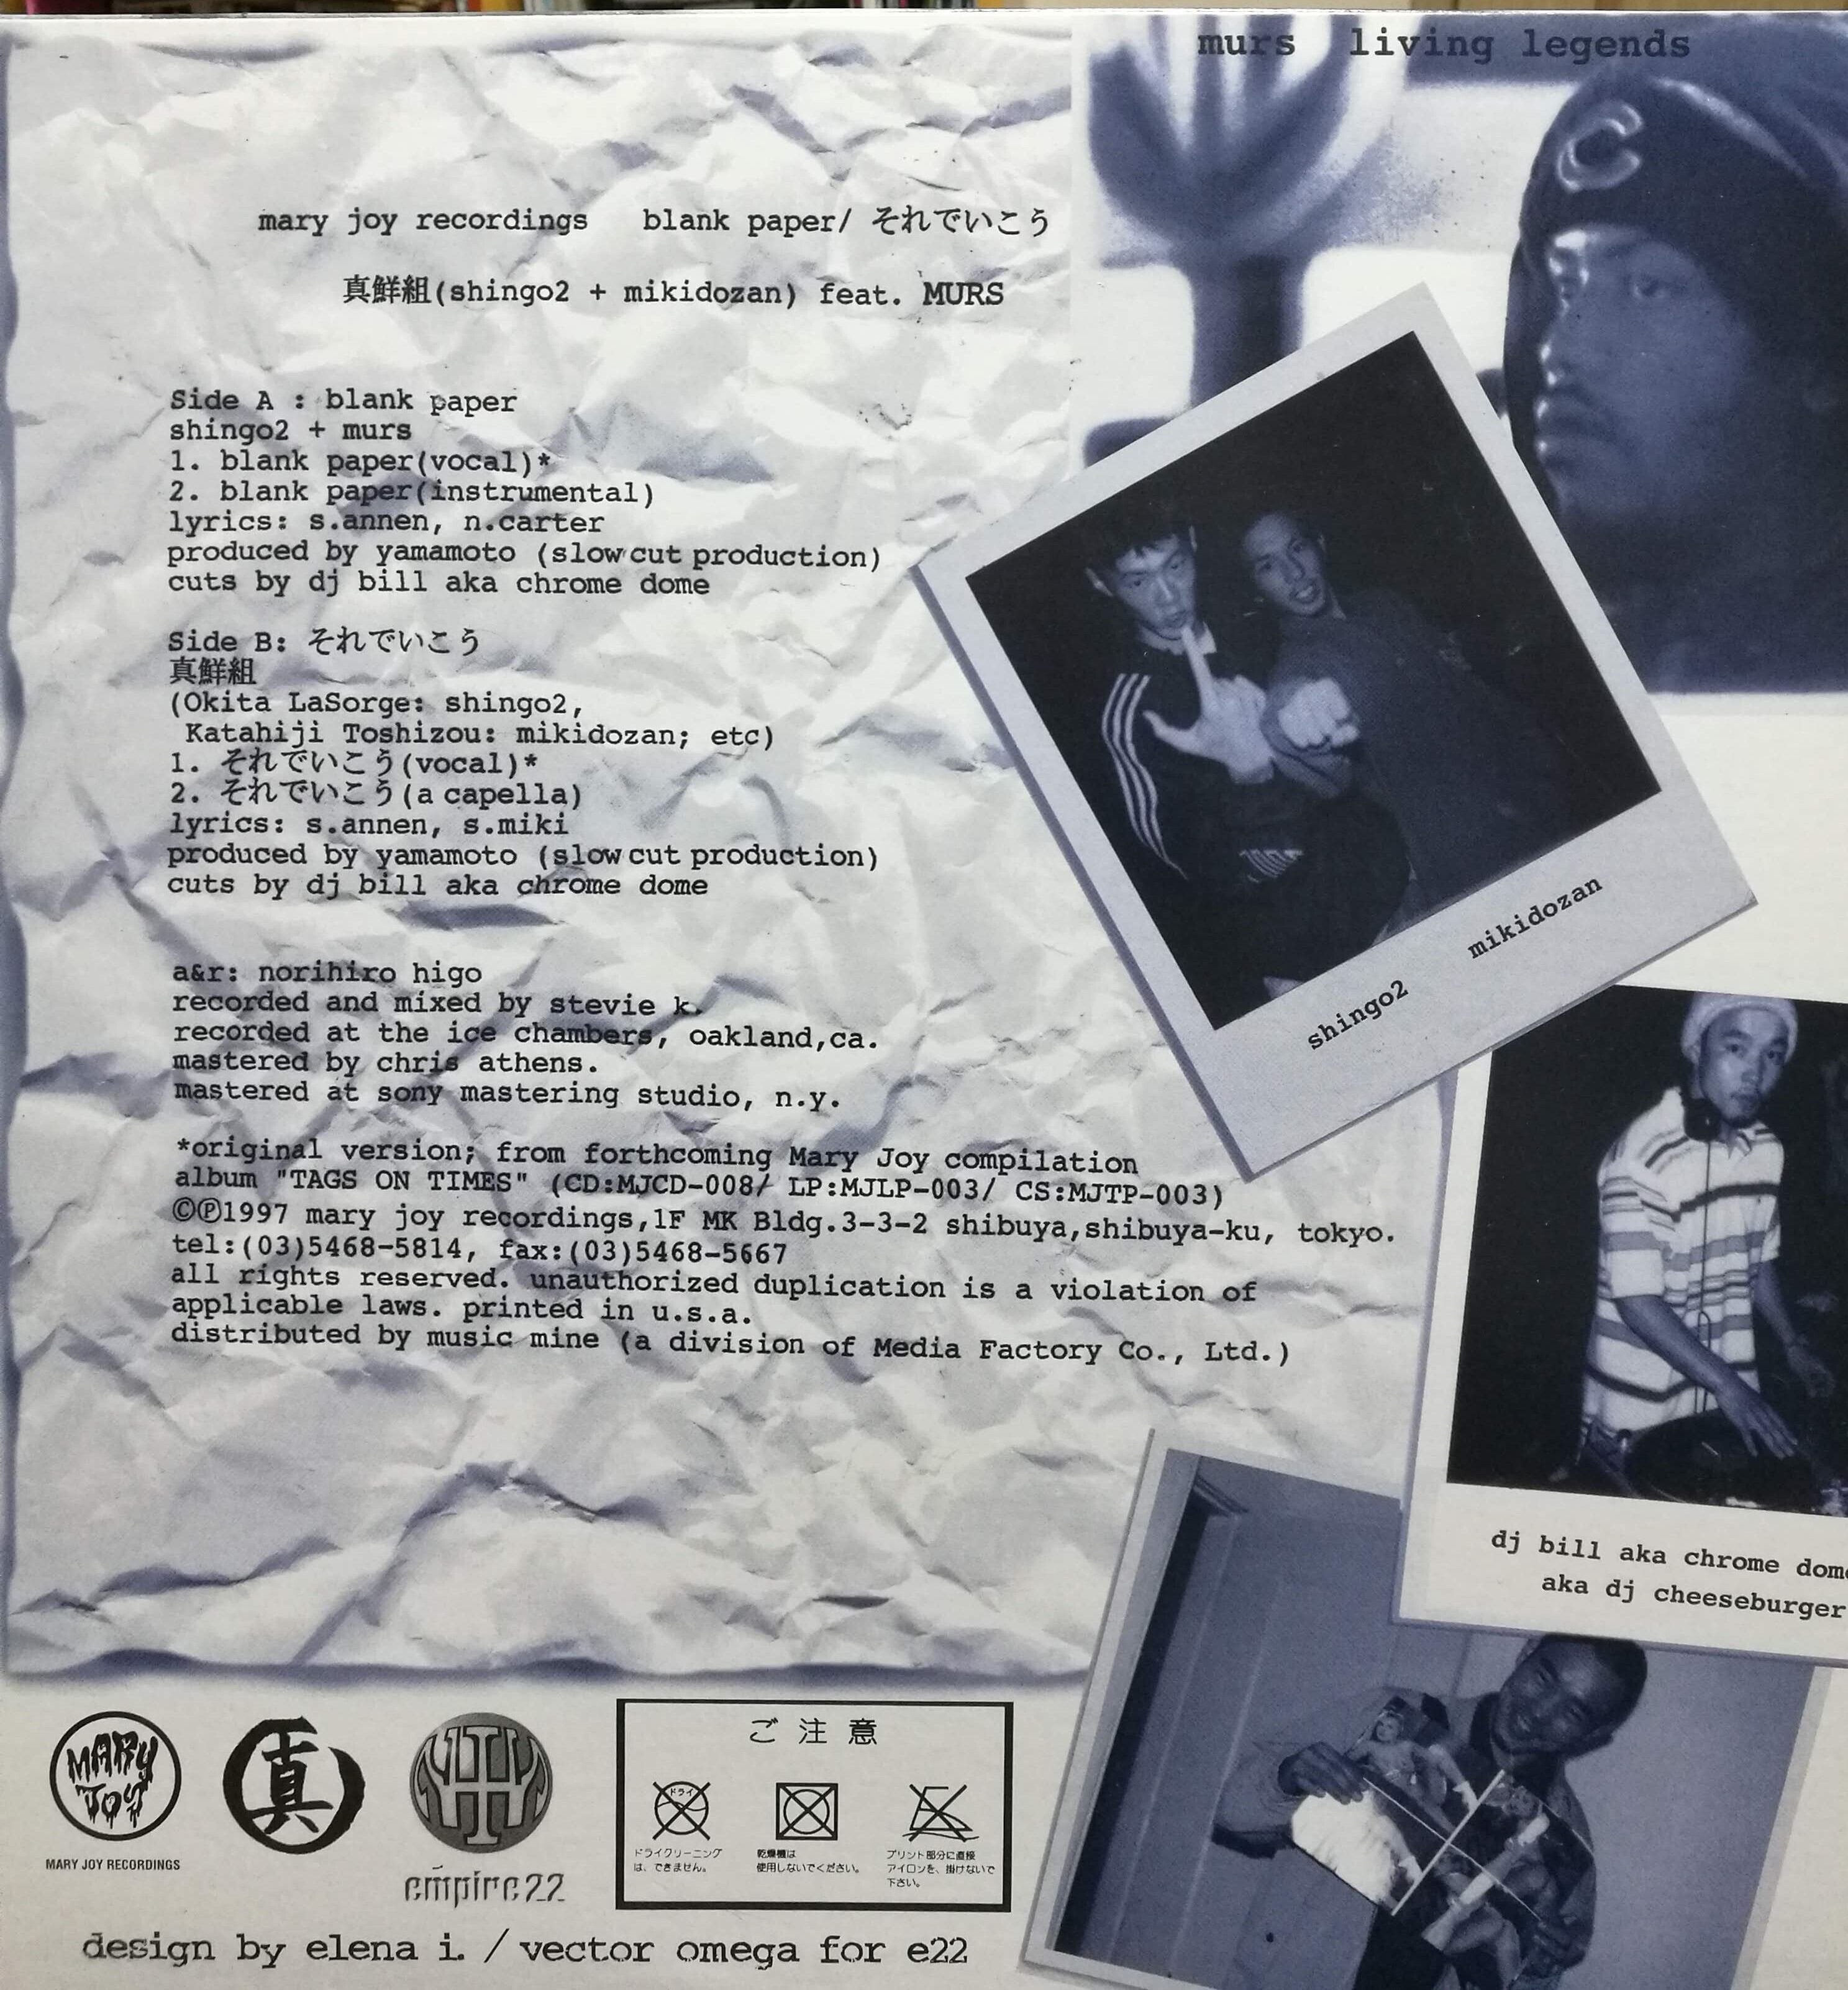 murs living legends
mary joy recordings blank paper/ それでいこう
真鮮組(shingo2 + mikidozan) feat. MURS
Side A : blank paper
shingo2 + murs
1. blank paper(vocal)*
2. blank paper(instrumental)
lyrics: s.annen, n.carter
produced by yamamoto (slow cut production)
cuts by dj bill aka chrome dome
Side B: それでいこう
真鮮組
(Okita LaSorge: shingo2,
Katahiji Toshizou: mikidozan; etc)
1. それでいこう(vocal)*
2. それでいこう(a capella)
lyrics: s.annen, s.miki
produced by yamamoto (slow cut production)
cuts by dj bill aka chrome dome
a&r: norihiro higo
recorded and mixed by stevie k.
recorded at the ice chambers, oakland,ca.
mastered by chris athens.
mastered at sony mastering studio, n.y.
*original version; from forthcoming Mary Joy compilation
album "TAGS ON TIMES" (CD:MJCD-008/ LP:MJLP-003/ CS:MJTP-003)
©℗1997 mary joy recordings,1F MK Bldg.3-3-2 shibuya,shibuya-ku, tokyo.
tel:(03)5468-5814, fax:(03)5468-5667
all rights reserved. unauthorized duplication is a violation of
applicable laws. printed in u.s.a.
distributed by music mine (a division of Media Factory Co., Ltd.)
C
shingo2 mikidozan
dj bill aka chrome dom
aka dj cheeseburger
MARY JOY
MARY JOY RECORDINGS
真
empire22
ご注意
ドライ
ドライクリーニング
は、できません。
乾燥機は
使用しないでください。
プリント部分に直接
アイロンを、掛けないで
下さい。
design by elena i. / vector omega for e22